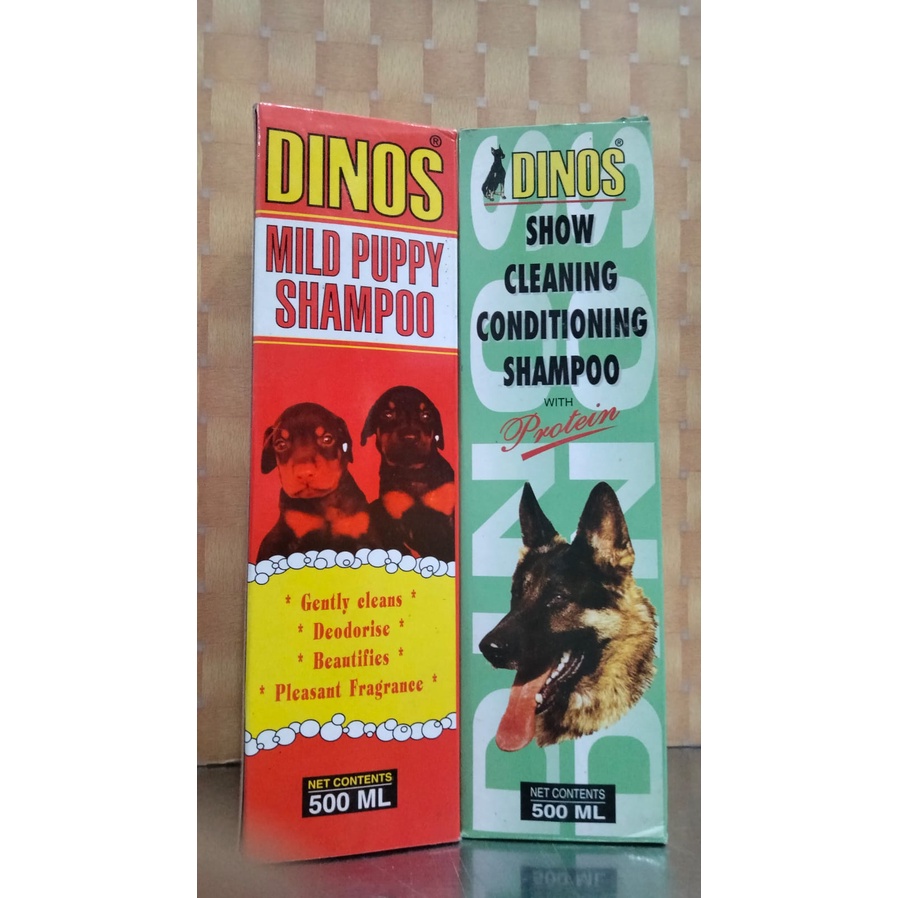 DINOS®
MILD PUPPY
SHAMPOO
* Gently cleans *
* Deodorise *
* Beautifies *
* Pleasant Fragrance *
NET CONTENTS
500 ML
DINOS®
SHOW
CLEANING
CONDITIONING
SHAMPOO
WITH
Protein
DINOS
NET CONTENTS
500 ML